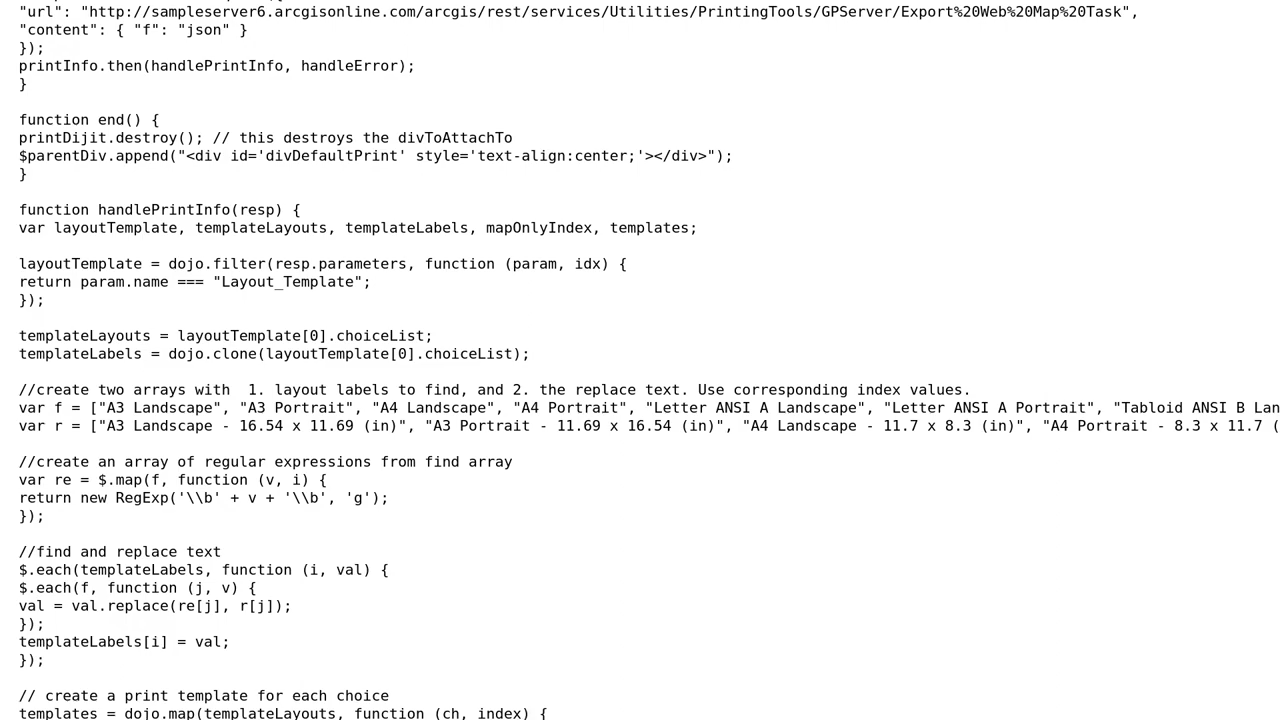 "url": "http://sampleserver6.arcgisonline.com/arcgis/rest/services/Utilities/PrintingTools/GPServer/Export%20Web%20Map%20Task",
"content": { "f": "json" }
});
printInfo.then(handlePrintInfo, handleError);
}
function end() {
printDijit.destroy(); // this destroys the divToAttachTo
$parentDiv.append("<div id='divDefaultPrint' style='text-align:center;'></div>");
}
function handlePrintInfo(resp) {
var layoutTemplate, templateLayouts, templateLabels, mapOnlyIndex, templates;
layoutTemplate = dojo.filter(resp.parameters, function (param, idx) {
return param.name === "Layout_Template";
});
templateLayouts = layoutTemplate[0].choiceList;
templateLabels = dojo.clone(layoutTemplate[0].choiceList);
//create two arrays with  1. layout labels to find, and 2. the replace text. Use corresponding index values.
var f = ["A3 Landscape", "A3 Portrait", "A4 Landscape", "A4 Portrait", "Letter ANSI A Landscape", "Letter ANSI A Portrait", "Tabloid ANSI B Lan
var r = ["A3 Landscape - 16.54 x 11.69 (in)", "A3 Portrait - 11.69 x 16.54 (in)", "A4 Landscape - 11.7 x 8.3 (in)", "A4 Portrait - 8.3 x 11.7 (
//create an array of regular expressions from find array
var re = $.map(f, function (v, i) {
return new RegExp('\\b' + v + '\\b', 'g');
});
//find and replace text
$.each(templateLabels, function (i, val) {
$.each(f, function (j, v) {
val = val.replace(re[j], r[j]);
});
templateLabels[i] = val;
});
// create a print template for each choice
templates = dojo.map(templateLayouts, function (ch, index) {